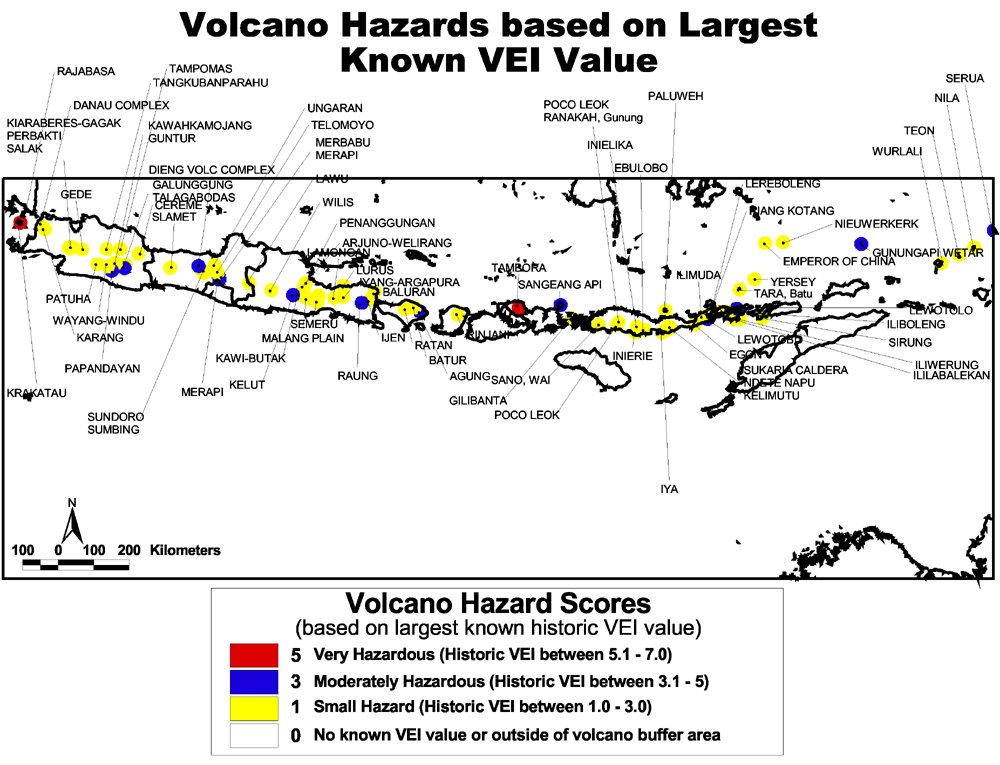 Volcano Hazards based on Largest
Known VEI Value
RAJABASA
TAMPOMAS
TANGKUBANPARAHU
DANAU COMPLEX
KIARABERES-GAGAK
PERBAKTI
SALAK
KAWAHKAMOJANG
GUNTUR
UNGARAN
TELOMOYO
MERBABU
MERAPI
POCO LEOK
RANAKAH, Gunung
PALUWEH
INIELIKA
EBULOBO
SERUA
NILA
TEON
WURLALI
DIENG VOLC COMPLEX
GALUNGGUNG
TALAGABODAS
CEREME
SLAMET
GEDE
LAWU
WILIS
PENANGGUNGAN
ARJUNO-WELIRANG
LAMONGAN
LURUS
IYANG-ARGAPURA
BALURAN
TAMBORA
SANGEANG API
LIMUDA
LEREBOLENG
RIANG KOTANG
NIEUWERKERK
GUNUNGAPI WETAR
EMPEROR OF CHINA
YERSEY
TARA, Batu
LEWOTOLO
ILIBOLENG
SIRUNG
ILIWERUNG
ILILABALEKAN
PATUHA
WAYANG-WINDU
KARANG
PAPANDAYAN
KRAKATAU
SUNDORO
SUMBING
MERAPI
KAWI-BUTAK
KELUT
SEMERU
MALANG PLAIN
RAUNG
IJEN
RATAN
BATUR
AGUNG
RINJANI
SANO, WAI
GILIBANTA
POCO LEOK
INIERIE
LEWOTOBI
EGON
SUKARIA CALDERA
NDETE NAPU
KELIMUTU
IYA
N
100 0 100 200 Kilometers
Volcano Hazard Scores
(based on largest known historic VEI value)
5 Very Hazardous (Historic VEI between 5.1 - 7.0)
3 Moderately Hazardous (Historic VEI between 3.1 - 5)
1 Small Hazard (Historic VEI between 1.0 - 3.0)
0 No known VEI value or outside of volcano buffer area